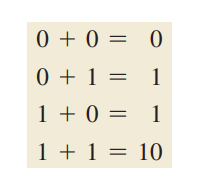 0 + 0 = 0
0 + 1 = 1
1 + 0 = 1
1 + 1 = 10